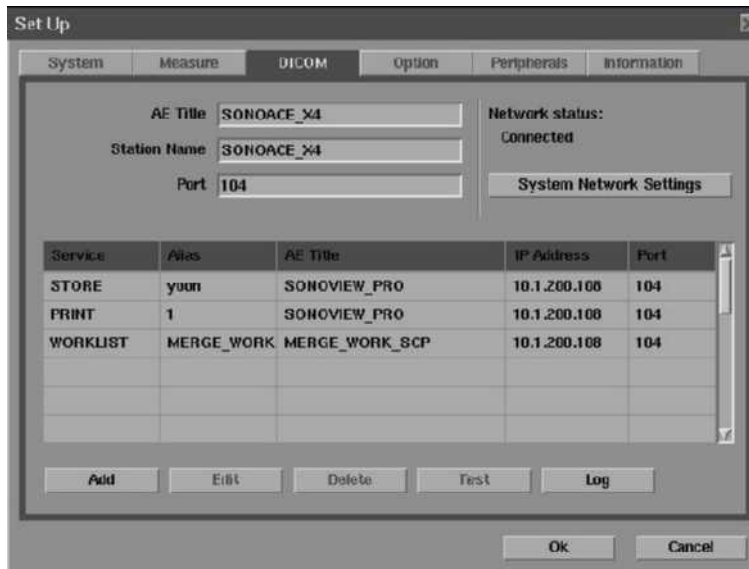 Set Up
System Measure DICOM Option Peripherals Information
AE Title SONOACE_X4
Station Name SONOACE_X4
Port 104
Network status:
Connected
System Network Settings
Service Alias AE Title IP Address Port
STORE yuun SONOVIEW_PRO 10.1.200.108 104
PRINT 1 SONOVIEW_PRO 10.1.200.108 104
WORKLIST MERGE_WORK MERGE_WORK_SCP 10.1.200.108 104
Add Edit Delete Test Log
Ok Cancel